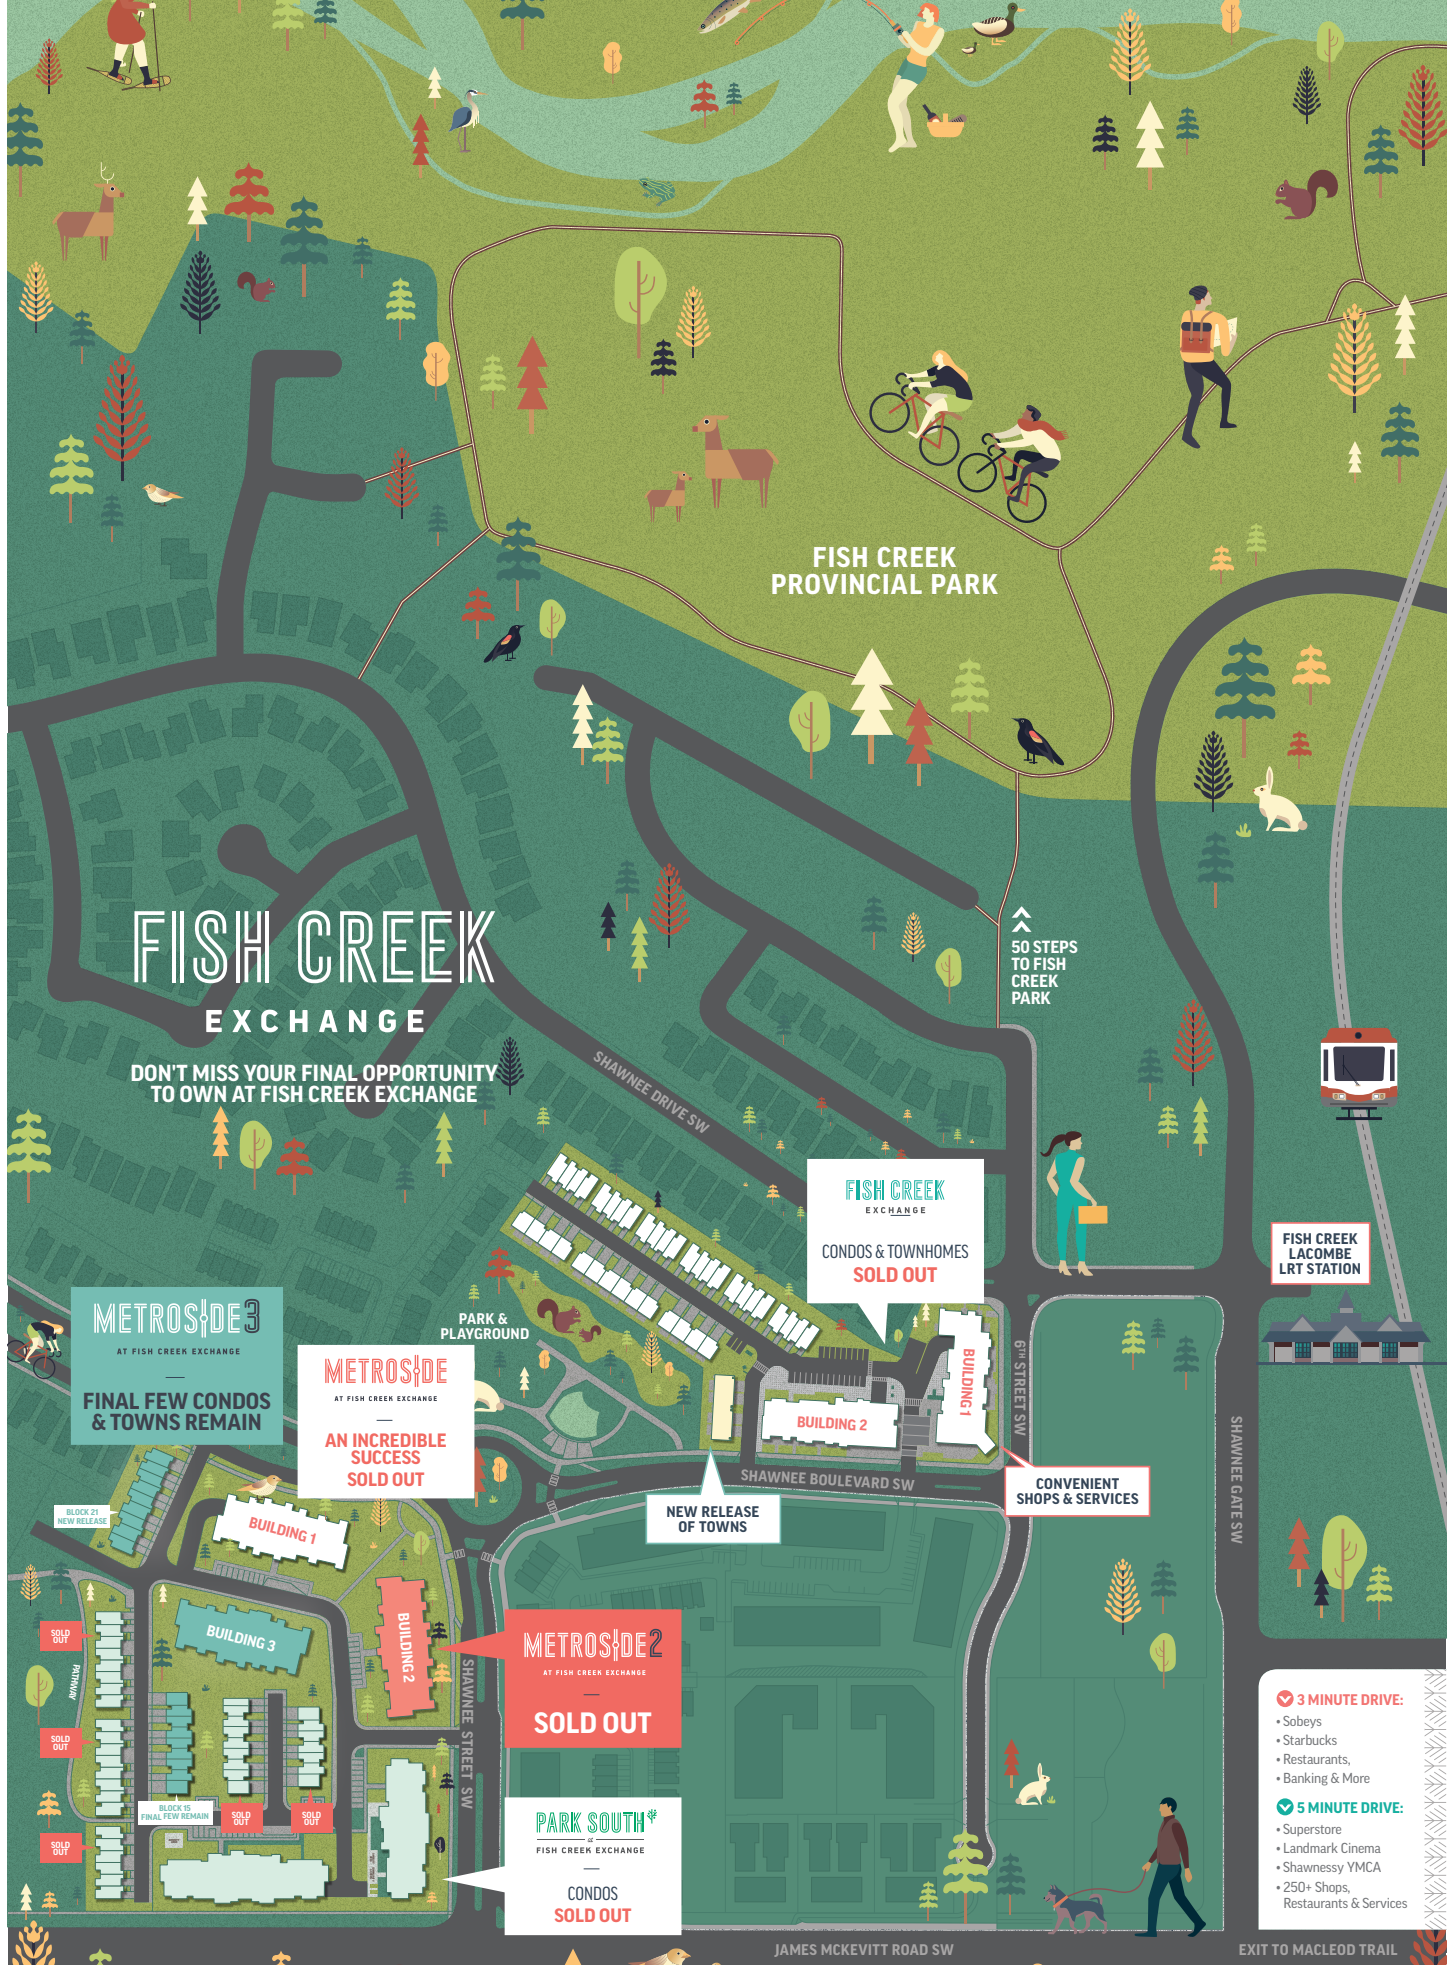 FISH CREEK
PROVINCIAL PARK
FISH CREEK
EXCHANGE
DON'T MISS YOUR FINAL OPPORTUNITY
TO OWN AT FISH CREEK EXCHANGE
50 STEPS
TO FISH
CREEK
PARK
SHAWNEE DRIVE SW
FISH CREEK
EXCHANGE
CONDOS & TOWNHOMES
SOLD OUT
FISH CREEK
LACOMBE
LRT STATION
PARK &
PLAYGROUND
METROSIDE3
AT FISH CREEK EXCHANGE
FINAL FEW CONDOS
& TOWNS REMAIN
METROSIDE
AT FISH CREEK EXCHANGE
AN INCREDIBLE
SUCCESS
SOLD OUT
BUILDING 1
BUILDING 2
6TH STREET SW
SHAWNEE BOULEVARD SW
SHAWNEE GATE SW
CONVENIENT
SHOPS & SERVICES
NEW RELEASE
OF TOWNS
BLOCK 21
NEW RELEASE
BUILDING 1
BUILDING 2
BUILDING 3
SOLD
OUT
PATHWAY
SOLD
OUT
SHAWNEE STREET SW
METROSIDE2
AT FISH CREEK EXCHANGE
SOLD OUT
BLOCK 15
FINAL FEW REMAIN
SOLD
OUT
SOLD
OUT
SOLD
OUT
PARK SOUTH
at
FISH CREEK EXCHANGE
CONDOS
SOLD OUT
3 MINUTE DRIVE:
• Sobeys
• Starbucks
• Restaurants,
• Banking & More
5 MINUTE DRIVE:
• Superstore
• Landmark Cinema
• Shawnessy YMCA
• 250+ Shops,
Restaurants & Services
JAMES MCKEVITT ROAD SW
EXIT TO MACLEOD TRAIL